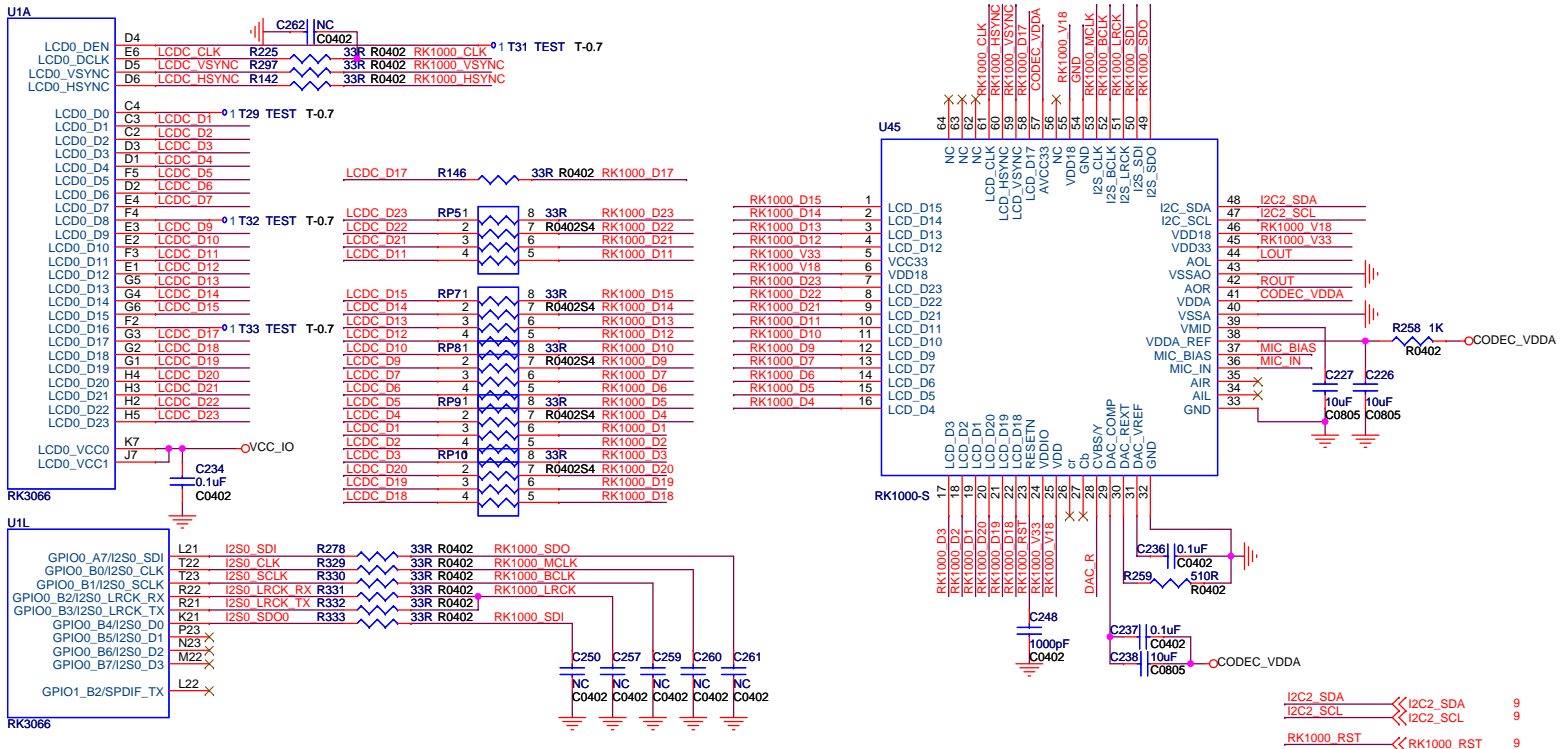 U1A
LCD0_DEN D4
LCD0_DCLK E6 LCDC_CLK R225 33R R0402 RK1000_CLK
LCD0_VSYNC D5 LCDC_VSYNC R297 33R R0402 RK1000_VSYNC
LCD0_HSYNC D6 LCDC_HSYNC R142 33R R0402 RK1000_HSYNC
C262 NC
C0402
1 T31 TEST T-0.7
LCD0_D0 C4 1 T29 TEST T-0.7
LCD0_D1 C3 LCDC_D1
LCD0_D2 C2 LCDC_D2
LCD0_D3 D3 LCDC_D3
LCD0_D4 D1 LCDC_D4
LCD0_D5 F5 LCDC_D5
LCD0_D6 D2 LCDC_D6
LCD0_D7 E4 LCDC_D7
LCD0_D8 F4 1 T32 TEST T-0.7
LCD0_D9 E3 LCDC_D9
LCD0_D10 E2 LCDC_D10
LCD0_D11 F3 LCDC_D11
LCD0_D12 E1 LCDC_D12
LCD0_D13 G5 LCDC_D13
LCD0_D14 G4 LCDC_D14
LCD0_D15 G6 LCDC_D15
LCD0_D16 F2 1 T33 TEST T-0.7
LCD0_D17 G3 LCDC_D17
LCD0_D18 G2 LCDC_D18
LCD0_D19 G1 LCDC_D19
LCD0_D20 H4 LCDC_D20
LCD0_D21 H3 LCDC_D21
LCD0_D22 H2 LCDC_D22
LCD0_D23 H5 LCDC_D23
LCD0_VCC0 K7 VCC_IO
LCD0_VCC1 J7
C234
0.1uF
C0402
RK3066
LCDC_D17 R146 33R R0402 RK1000_D17
LCDC_D23 RP5 1 8 33R RK1000_D23
LCDC_D22 2 7 R0402S4 RK1000_D22
LCDC_D21 3 6 RK1000_D21
LCDC_D11 4 5 RK1000_D11
LCDC_D15 RP7 1 8 33R RK1000_D15
LCDC_D14 2 7 R0402S4 RK1000_D14
LCDC_D13 3 6 RK1000_D13
LCDC_D12 4 5 RK1000_D12
LCDC_D10 RP8 1 8 33R RK1000_D10
LCDC_D9 2 7 R0402S4 RK1000_D9
LCDC_D7 3 6 RK1000_D7
LCDC_D6 4 5 RK1000_D6
LCDC_D5 RP9 1 8 33R RK1000_D5
LCDC_D4 2 7 R0402S4 RK1000_D4
LCDC_D1 3 6 RK1000_D1
LCDC_D2 4 5 RK1000_D2
LCDC_D3 RP10 1 8 33R RK1000_D3
LCDC_D20 2 7 R0402S4 RK1000_D20
LCDC_D19 3 6 RK1000_D19
LCDC_D18 4 5 RK1000_D18
U1L
GPIO0_A7/I2S0_SDI L21 I2S0_SDI R278 33R R0402 RK1000_SDO
GPIO0_B0/I2S0_CLK T22 I2S0_CLK R329 33R R0402 RK1000_MCLK
GPIO0_B1/I2S0_SCLK T23 I2S0_SCLK R330 33R R0402 RK1000_BCLK
GPIO0_B2/I2S0_LRCK_RX R22 I2S0_LRCK_RX R331 33R R0402 RK1000_LRCK
GPIO0_B3/I2S0_LRCK_TX R21 I2S0_LRCK_TX R332 33R R0402
GPIO0_B4/I2S0_D0 K21 I2S0_SDO0 R333 33R R0402 RK1000_SDI
GPIO0_B5/I2S0_D1 P23
GPIO0_B6/I2S0_D2 N23
GPIO0_B7/I2S0_D3 M22
GPIO1_B2/SPDIF_TX L22
RK3066
C250 C257 C259 C260 C261
NC NC NC NC NC
C0402 C0402 C0402 C0402 C0402
U45
64 NC
63 NC
62 NC
61 LCD_CLK RK1000_CLK
60 LCD_HSYNC RK1000_HSYNC
59 LCD_VSYNC RK1000_VSYNC
58 LCD_D17 RK1000_D17
57 AVCC33 CODEC_VDDA
56 NC
55 VDD18 RK1000_V18
54 GND GND
53 I2S_CLK RK1000_MCLK
52 I2S_BCLK RK1000_BCLK
51 I2S_LRCK RK1000_LRCK
50 I2S_SDI RK1000_SDI
49 I2S_SDO RK1000_SDO
RK1000_D15 1 LCD_D15
RK1000_D14 2 LCD_D14
RK1000_D13 3 LCD_D13
RK1000_D12 4 LCD_D12
RK1000_V33 5 VCC33
RK1000_V18 6 VDD18
RK1000_D23 7 LCD_D23
RK1000_D22 8 LCD_D22
RK1000_D21 9 LCD_D21
RK1000_D11 10 LCD_D11
RK1000_D10 11 LCD_D10
RK1000_D9 12 LCD_D9
RK1000_D7 13 LCD_D7
RK1000_D6 14 LCD_D6
RK1000_D5 15 LCD_D5
RK1000_D4 16 LCD_D4
I2C_SDA 48 I2C2_SDA
I2C_SCL 47 I2C2_SCL
VDD18 46 RK1000_V18
VDD33 45 RK1000_V33
AOL 44 LOUT
VSSAO 43
AOR 42 ROUT
VDDA 41 CODEC_VDDA
VSSA 40
VMID 39
VDDA_REF 38
MIC_BIAS 37 MIC_BIAS
MIC_IN 36 MIC_IN
AIR 35
AIL 34
GND 33
R258 1K
R0402
CODEC_VDDA
C227 C226
10uF 10uF
C0805 C0805
RK1000-S
LCD_D3 17 RK1000_D3
LCD_D2 18 RK1000_D2
LCD_D1 19 RK1000_D1
LCD_D20 20 RK1000_D20
LCD_D19 21 RK1000_D19
LCD_D18 22 RK1000_D18
RESETN 23 RK1000_RST
VDDIO 24 RK1000_V33
VDD 25 RK1000_V18
cr 26
Cb 27
CVBS/Y 28 DAC_R
DAC_COMP 29
DAC_REXT 30
DAC_VREF 31
GND 32
C236 0.1uF
C0402
R259 510R
R0402
C248
1000pF
C0402
C237 0.1uF
C0402
C238 10uF
C0805
CODEC_VDDA
I2C2_SDA I2C2_SDA 9
I2C2_SCL I2C2_SCL 9
RK1000_RST RK1000_RST 9